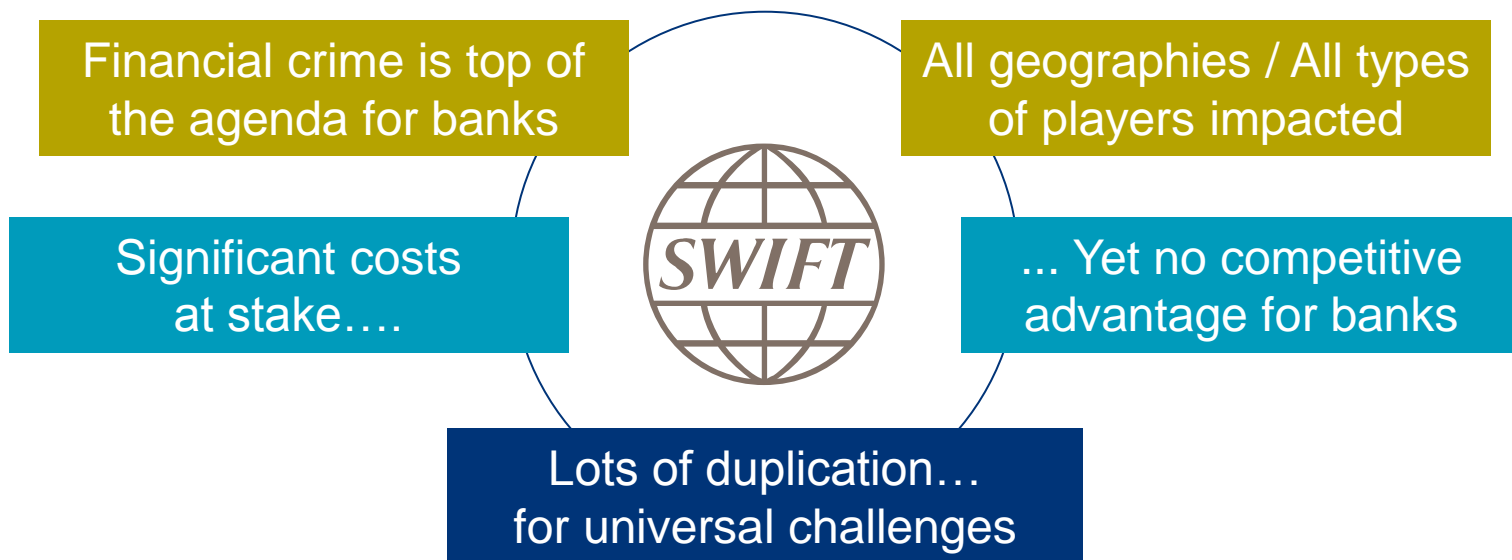 Financial crime is top of
the agenda for banks
All geographies / All types
of players impacted
SWIFT
Significant costs
at stake….
... Yet no competitive
advantage for banks
Lots of duplication…
for universal challenges